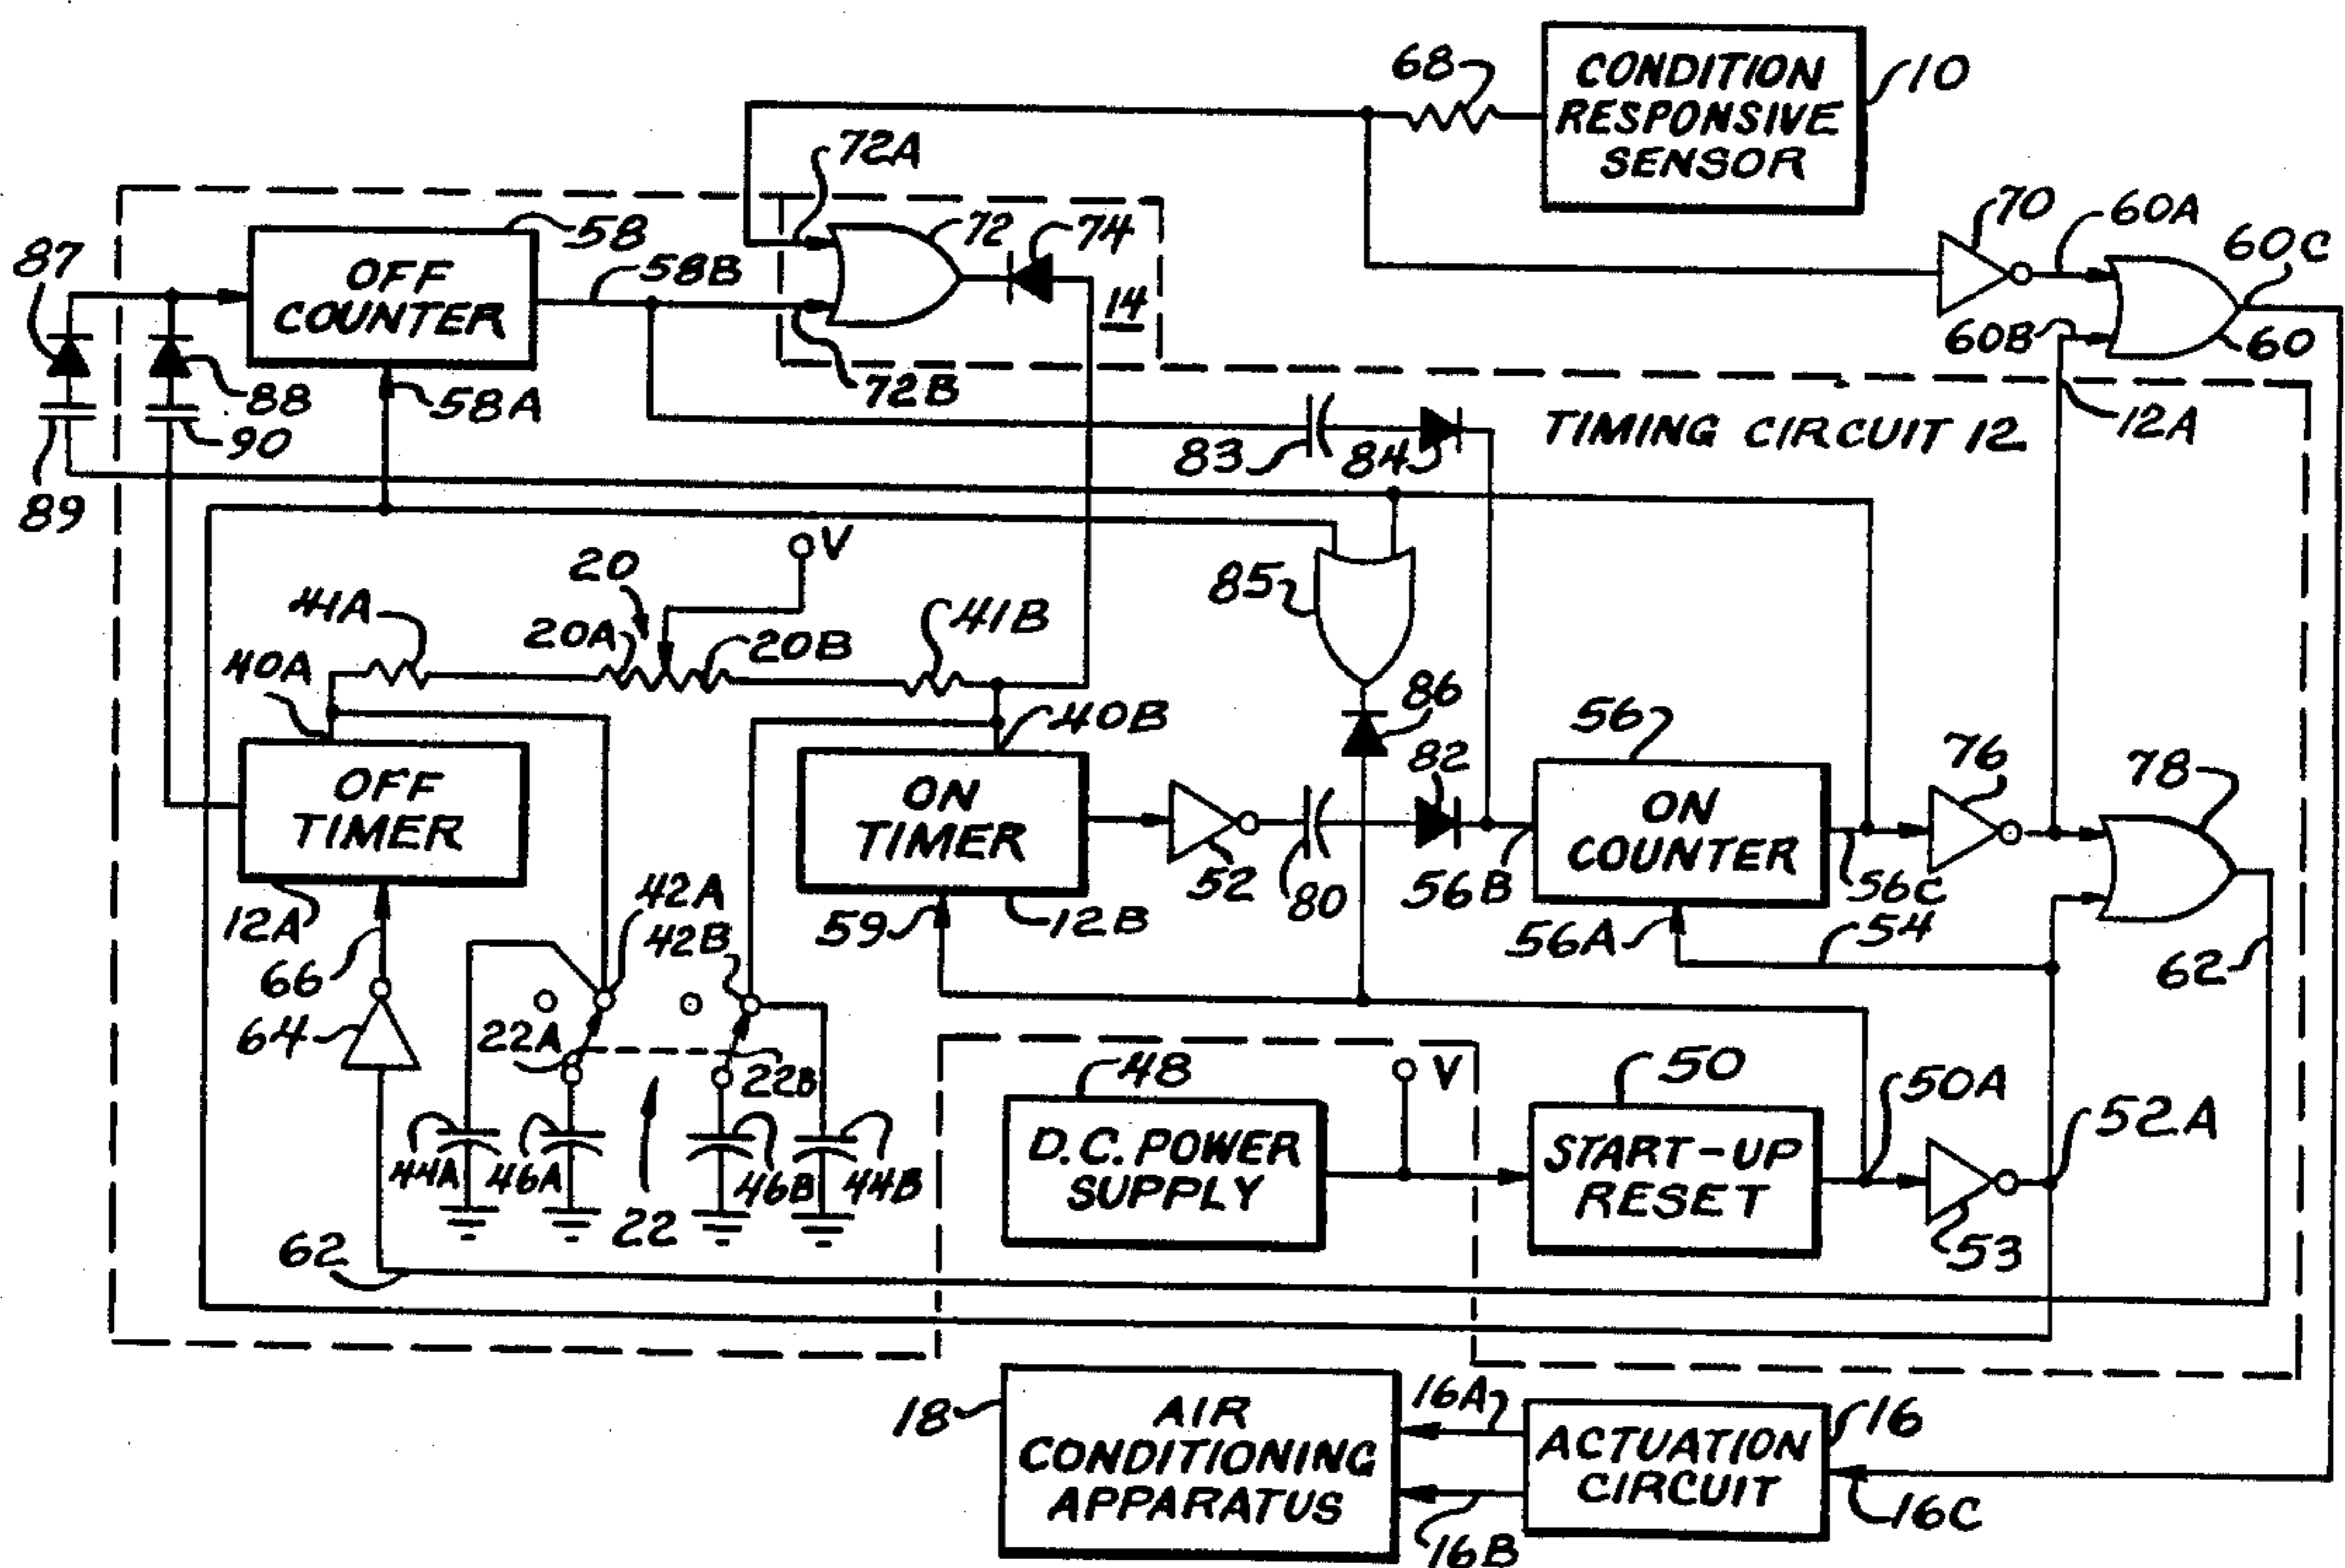 68
CONDITION
RESPONSIVE
SENSOR
10
72A
70
60A
60C
87
OFF
COUNTER
58
58B
72
74
14
60B
60
88
58A
72B
12A
90
89
83
84
TIMING CIRCUIT 12
V
20
41A
20A
20B
41B
85
86
40A
40B
82
56
76
78
OFF
TIMER
ON
TIMER
ON
COUNTER
52
80
56B
56C
12A
42A
42B
59
12B
56A
54
62
66
64
22A
22B
48
V
50
50A
52A
44A
46A
46B
44B
22
D.C. POWER
SUPPLY
START-UP
RESET
53
62
18
AIR
CONDITIONING
APPARATUS
16A
16B
ACTUATION
CIRCUIT
16
16C